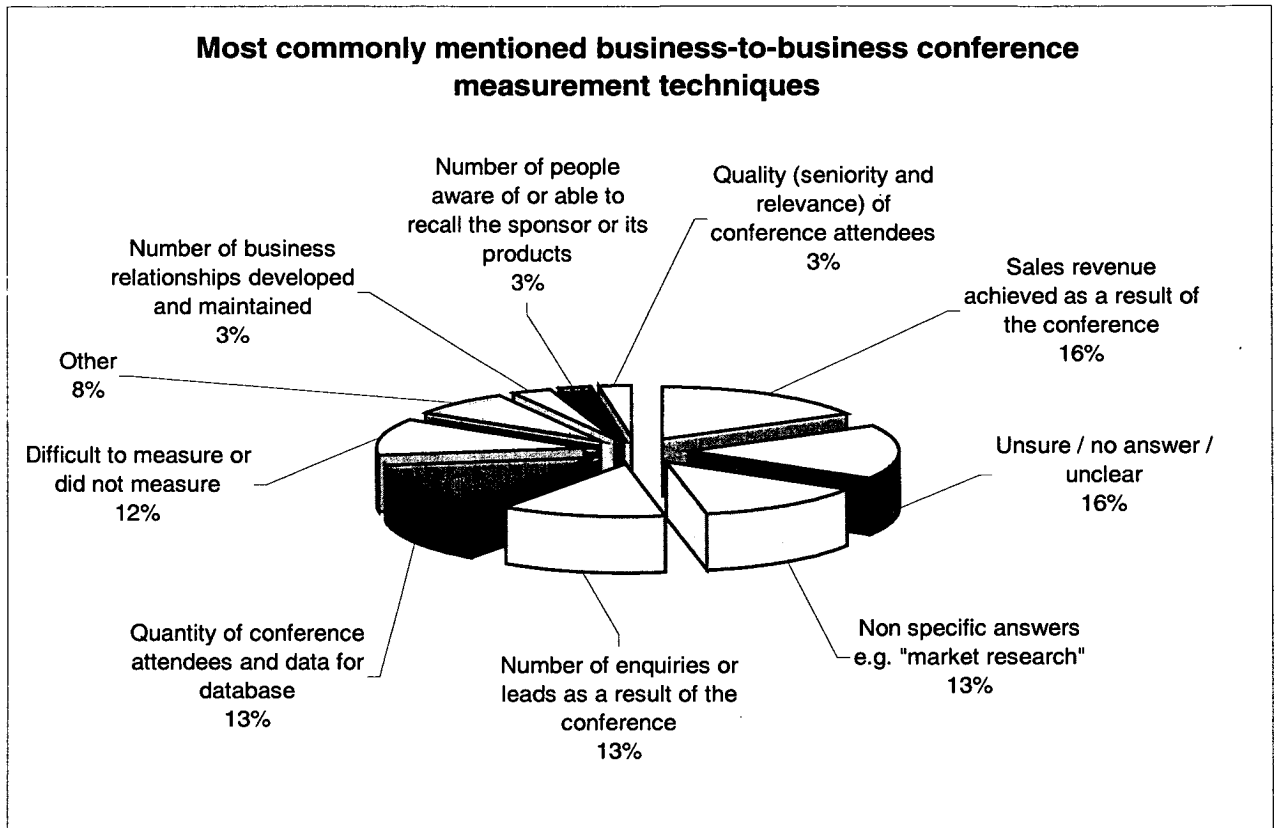 Most commonly mentioned business-to-business conference
measurement techniques
Number of people
aware of or able to
recall the sponsor or its
products
3%
Quality (seniority and
relevance) of
conference attendees
3%
Number of business
relationships developed
and maintained
3%
Sales revenue
achieved as a result of
the conference
16%
Other
8%
Difficult to measure or
did not measure
12%
Unsure / no answer /
unclear
16%
Quantity of conference
attendees and data for
database
13%
Number of enquiries or
leads as a result of the
conference
13%
Non specific answers
e.g. "market research"
13%